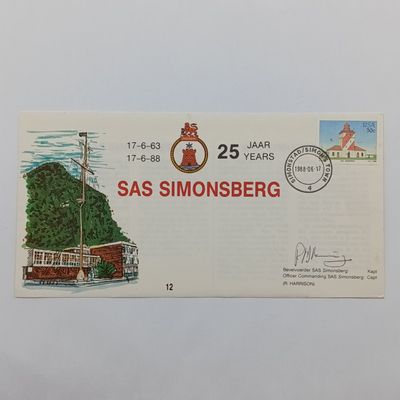 17-6-63
17-6-88
25 JAAR
YEARS
SAS SIMONSBERG
RSA
30c
SIMONSTAD/SIMON'S TOWN
1988-06-17
4
Bevelvoerder SAS Simonsberg: Kapt
Officer Commanding SAS Simonsberg: Capt
(R HARRISON)
12